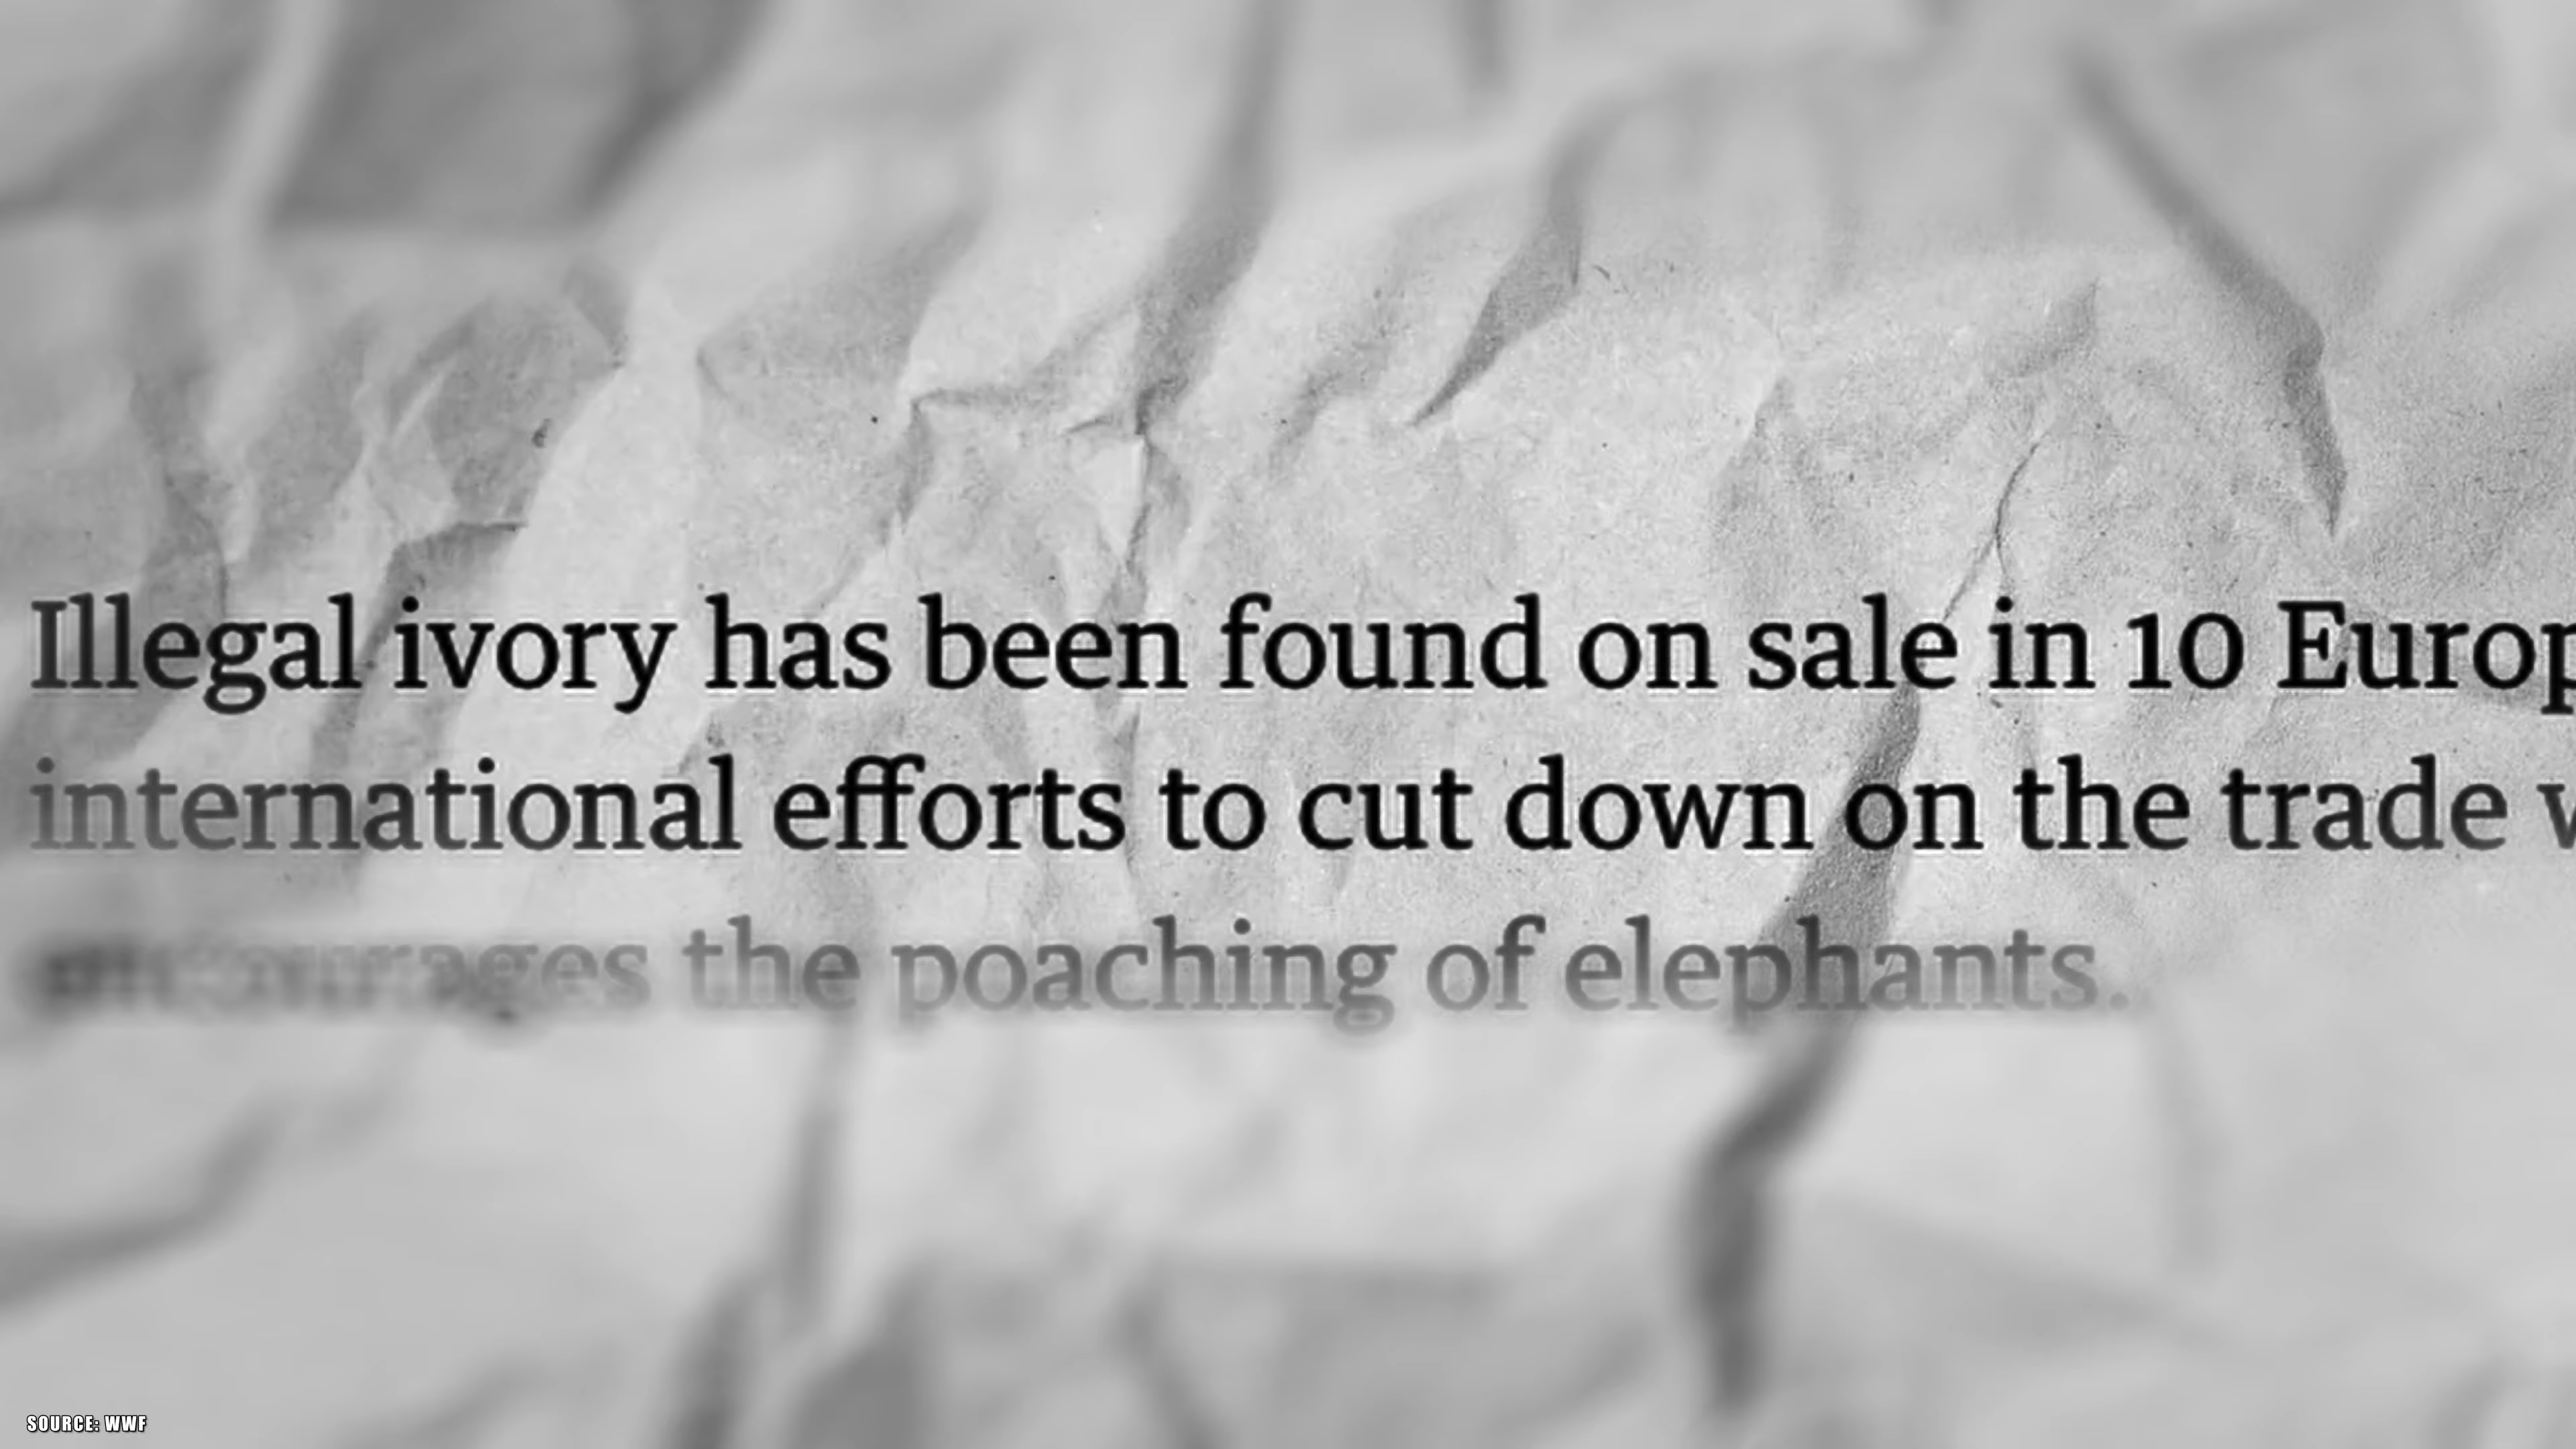 Illegal ivory has been found on sale in 10 Europ
international efforts to cut down on the trade w
encourages the poaching of elephants.
SOURCE: WWF